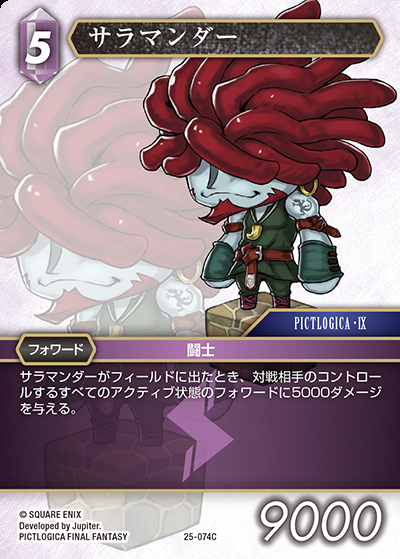 5
サラマンダー
PICTLOGICA・IX
フォワード
闘士
サラマンダーがフィールドに出たとき、対戦相手のコントロー
ルするすべてのアクティブ状態のフォワードに5000ダメージ
を与える。
© SQUARE ENIX
Developed by Jupiter.
PICTLOGICA FINAL FANTASY
25-074C
9000